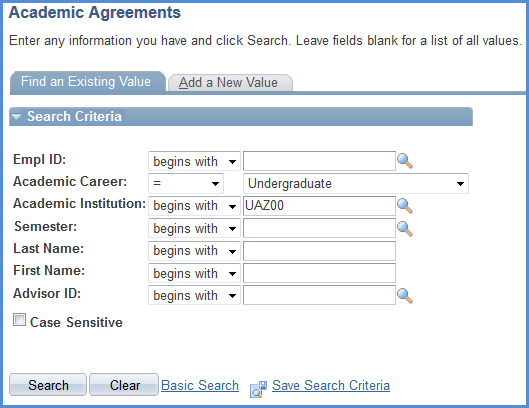 Academic Agreements
Enter any information you have and click Search. Leave fields blank for a list of all values.
Find an Existing Value Add a New Value
Search Criteria
Empl ID: begins with
Academic Career: = Undergraduate
Academic Institution: begins with UAZ00
Semester: begins with
Last Name: begins with
First Name: begins with
Advisor ID: begins with
Case Sensitive
Search Clear Basic Search Save Search Criteria